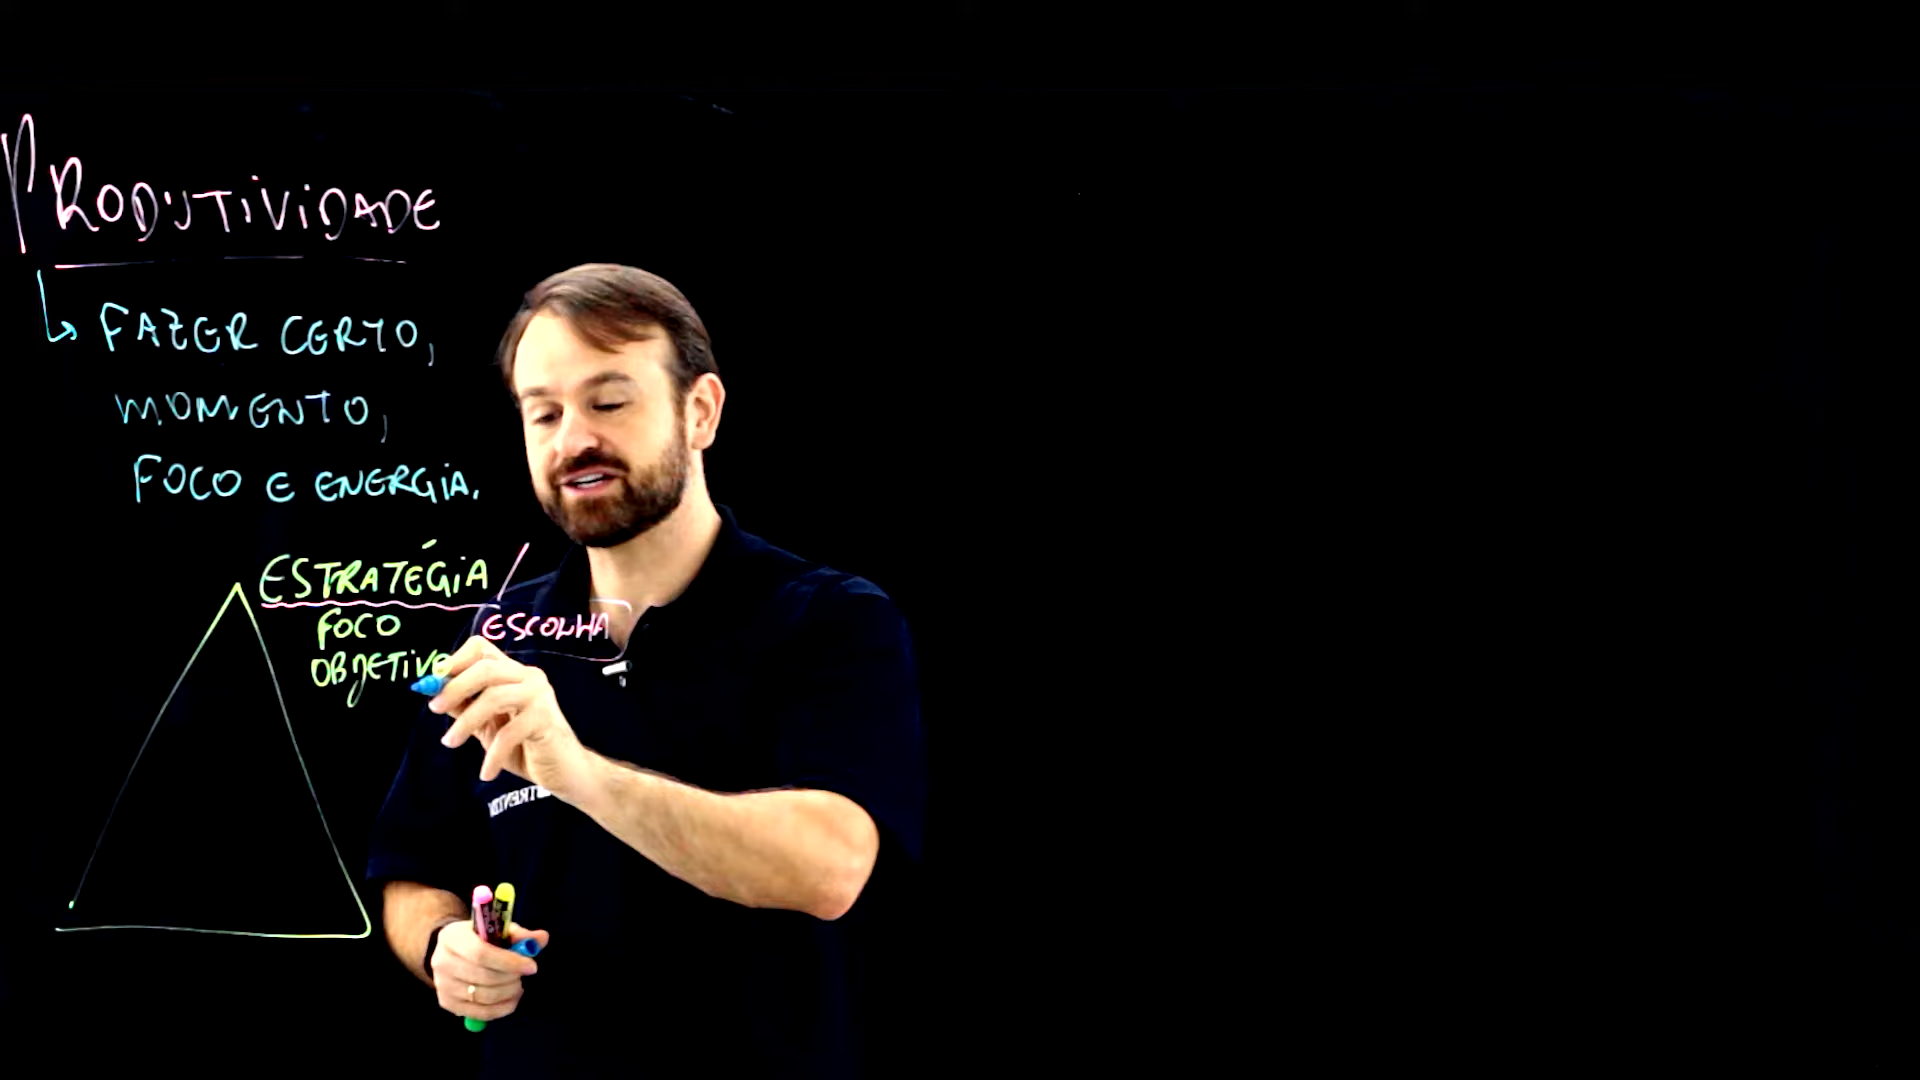 PRODUTIVIDADE
FAZER CERTO,
MOMENTO,
FOCO E ENERGIA.
ESTRATÉGIA
FOCO
ESCOLHA
OBJETIVO